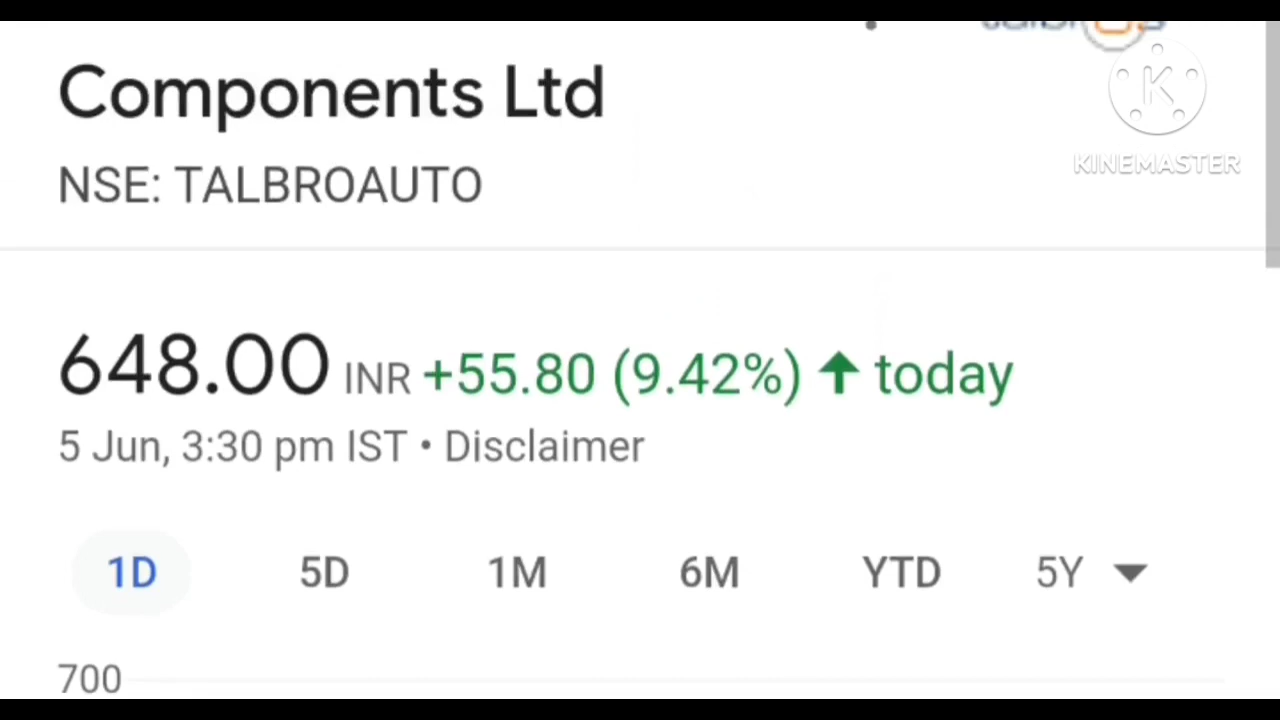 Components Ltd
NSE: TALBROAUTO
K
KINEMASTER
648.00 INR +55.80 (9.42%) ↑ today
5 Jun, 3:30 pm IST • Disclaimer
1D 5D 1M 6M YTD 5Y
700